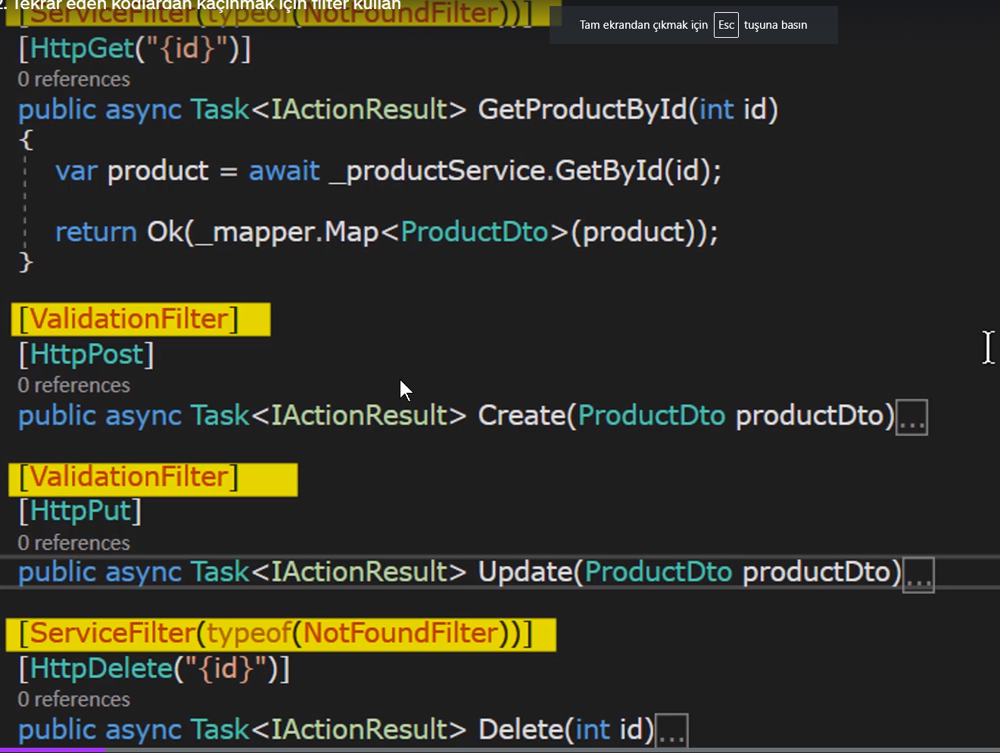 2. Tekrar eden kodlardan kaçınmak için filter kullan
[ServiceFilter(typeof(NotFoundFilter))]
Tam ekrandan çıkmak için Esc tuşuna basın
[HttpGet("{id}")]
0 references
public async Task<IActionResult> GetProductById(int id)
{
var product = await _productService.GetById(id);
return Ok(_mapper.Map<ProductDto>(product));
}
[ValidationFilter]
[HttpPost]
0 references
public async Task<IActionResult> Create(ProductDto productDto)...
[ValidationFilter]
[HttpPut]
0 references
public async Task<IActionResult> Update(ProductDto productDto)...
[ServiceFilter(typeof(NotFoundFilter))]
[HttpDelete("{id}")]
0 references
public async Task<IActionResult> Delete(int id)...